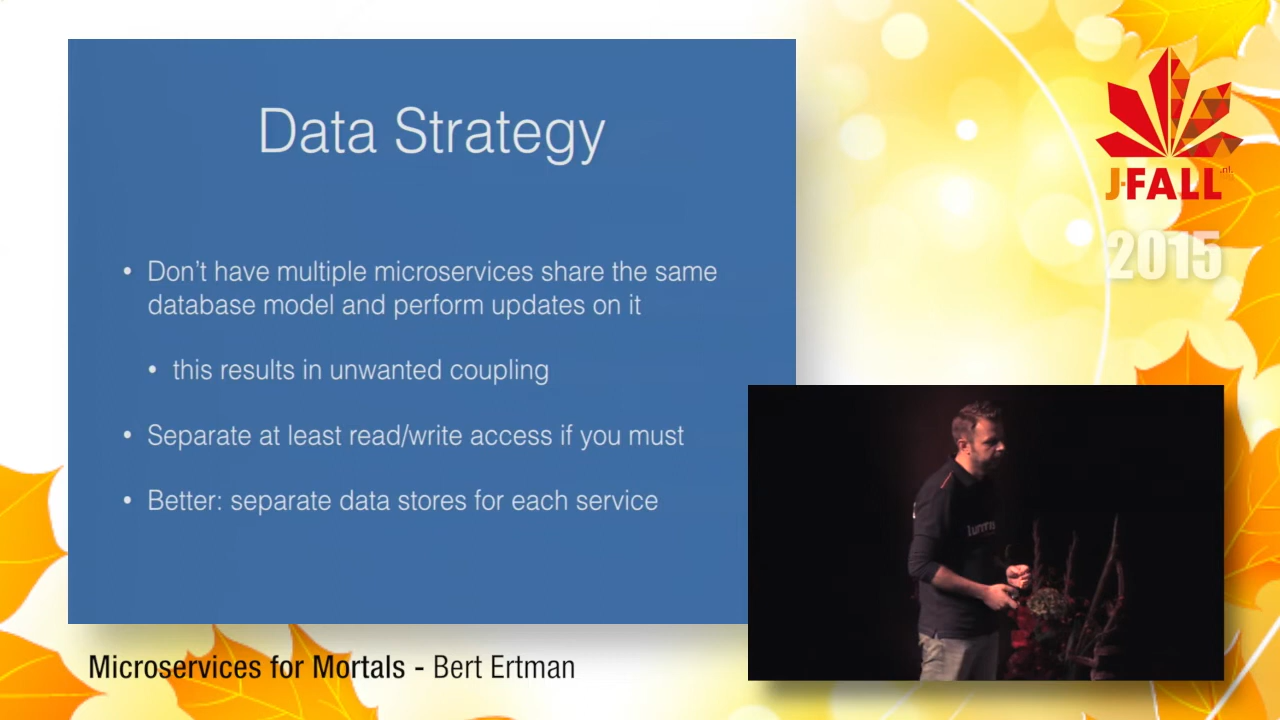 Data Strategy
• Don't have multiple microservices share the same
database model and perform updates on it
• this results in unwanted coupling
• Separate at least read/write access if you must
• Better: separate data stores for each service
J-FALL.nl
2015
Microservices for Mortals - Bert Ertman